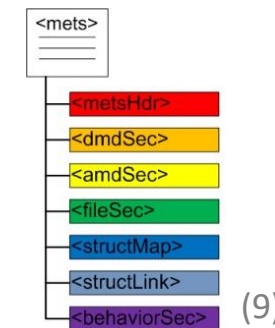 <mets>
<metsHdr>
<dmdSec>
<amdSec>
<fileSec>
<structMap>
<structLink>
<behaviorSec>
(9)